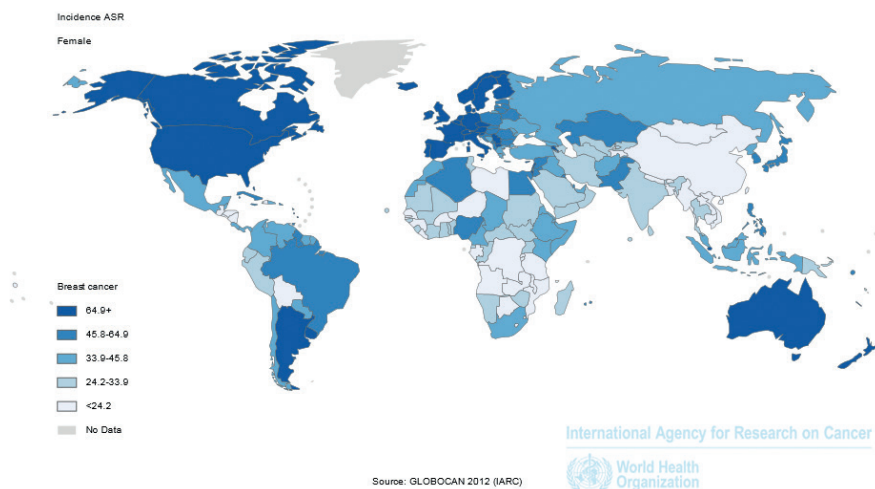 Incidence ASR
Female
Breast cancer
64.9+
45.8-64.9
33.9-45.8
24.2-33.9
<24.2
No Data
International Agency for Research on Cancer
World Health
Organization
Source: GLOBOCAN 2012 (IARC)